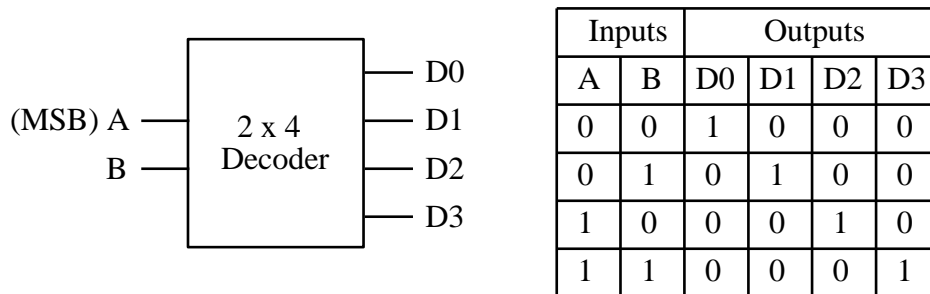 D0
(MSB) A
2 x 4
D1
B
Decoder
D2
D3
Inputs Outputs
A B D0 D1 D2 D3
0 0 1 0 0 0
0 1 0 1 0 0
1 0 0 0 1 0
1 1 0 0 0 1